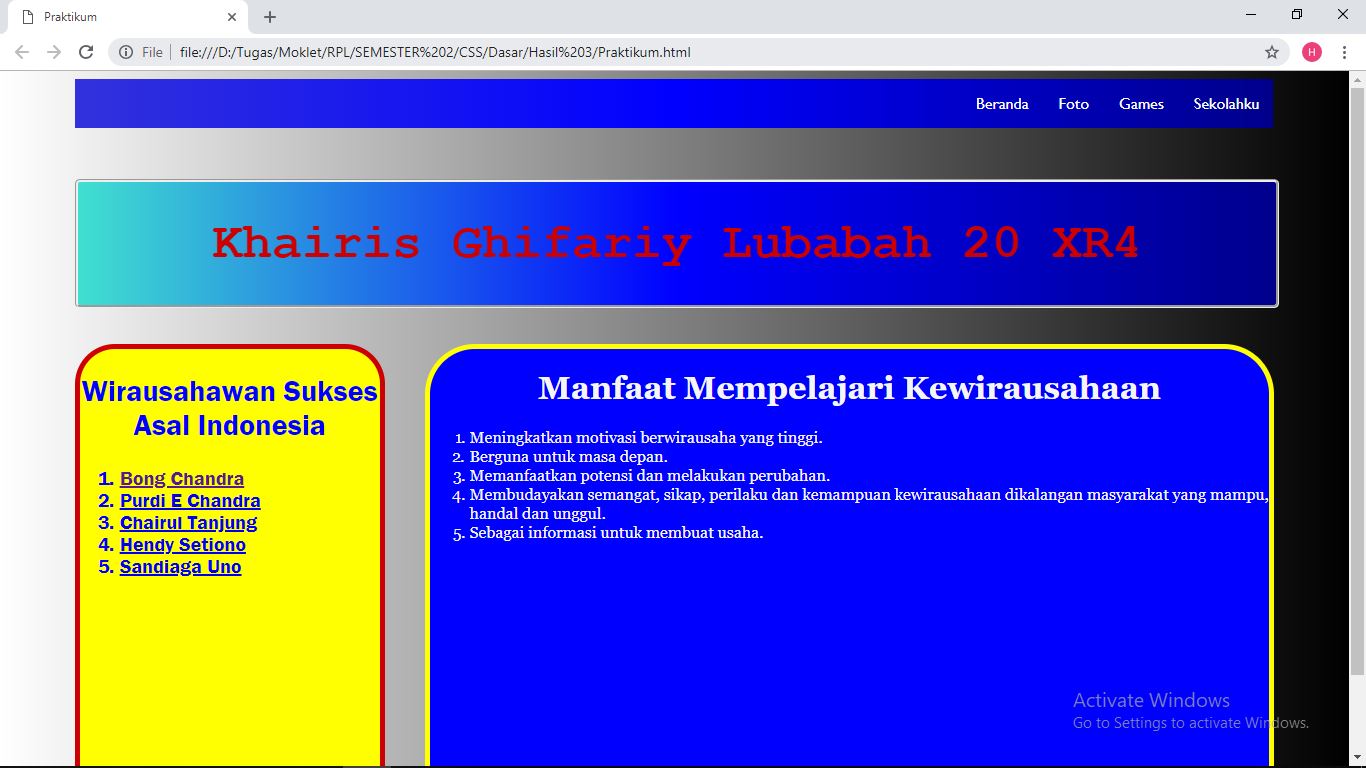 Praktikum
File file:///D:/Tugas/Moklet/RPL/SEMESTER%202/CSS/Dasar/Hasil%203/Praktikum.html
H
Beranda Foto Games Sekolahku
Khairis Ghifariy Lubabah 20 XR4
Wirausahawan Sukses
Asal Indonesia
1. Bong Chandra
2. Purdi E Chandra
3. Chairul Tanjung
4. Hendy Setiono
5. Sandiaga Uno
Manfaat Mempelajari Kewirausahaan
1. Meningkatkan motivasi berwirausaha yang tinggi.
2. Berguna untuk masa depan.
3. Memanfaatkan potensi dan melakukan perubahan.
4. Membudayakan semangat, sikap, perilaku dan kemampuan kewirausahaan dikalangan masyarakat yang mampu,
handal dan unggul.
5. Sebagai informasi untuk membuat usaha.
Activate Windows
Go to Settings to activate Windows.